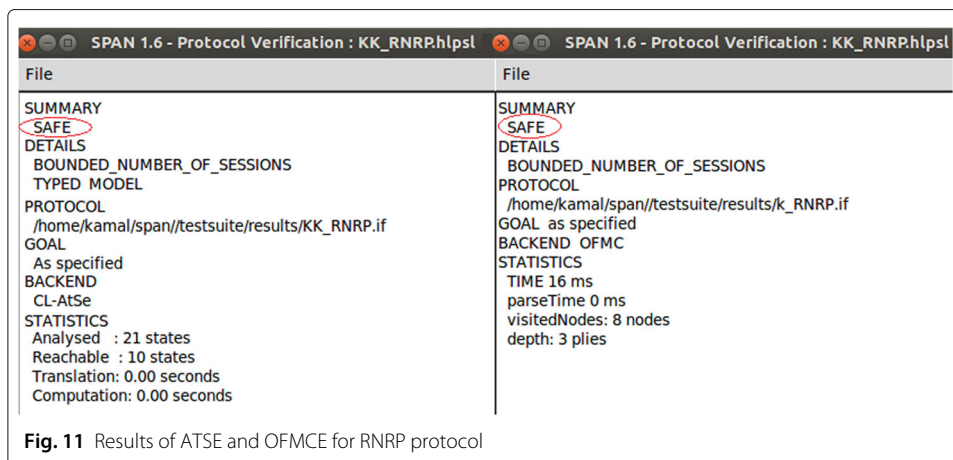 SPAN 1.6 - Protocol Verification : KK_RNRP.hlpsl
File
SUMMARY
SAFE
DETAILS
BOUNDED_NUMBER_OF_SESSIONS
TYPED MODEL
PROTOCOL
/home/kamal/span//testsuite/results/KK_RNRP.if
GOAL
As specified
BACKEND
CL-AtSe
STATISTICS
Analysed : 21 states
Reachable : 10 states
Translation: 0.00 seconds
Computation: 0.00 seconds
SPAN 1.6 - Protocol Verification : KK_RNRP.hlpsl
File
SUMMARY
SAFE
DETAILS
BOUNDED_NUMBER_OF_SESSIONS
PROTOCOL
/home/kamal/span//testsuite/results/k_RNRP.if
GOAL as specified
BACKEND OFMC
STATISTICS
TIME 16 ms
parseTime 0 ms
visitedNodes: 8 nodes
depth: 3 plies
Fig. 11 Results of ATSE and OFMCE for RNRP protocol